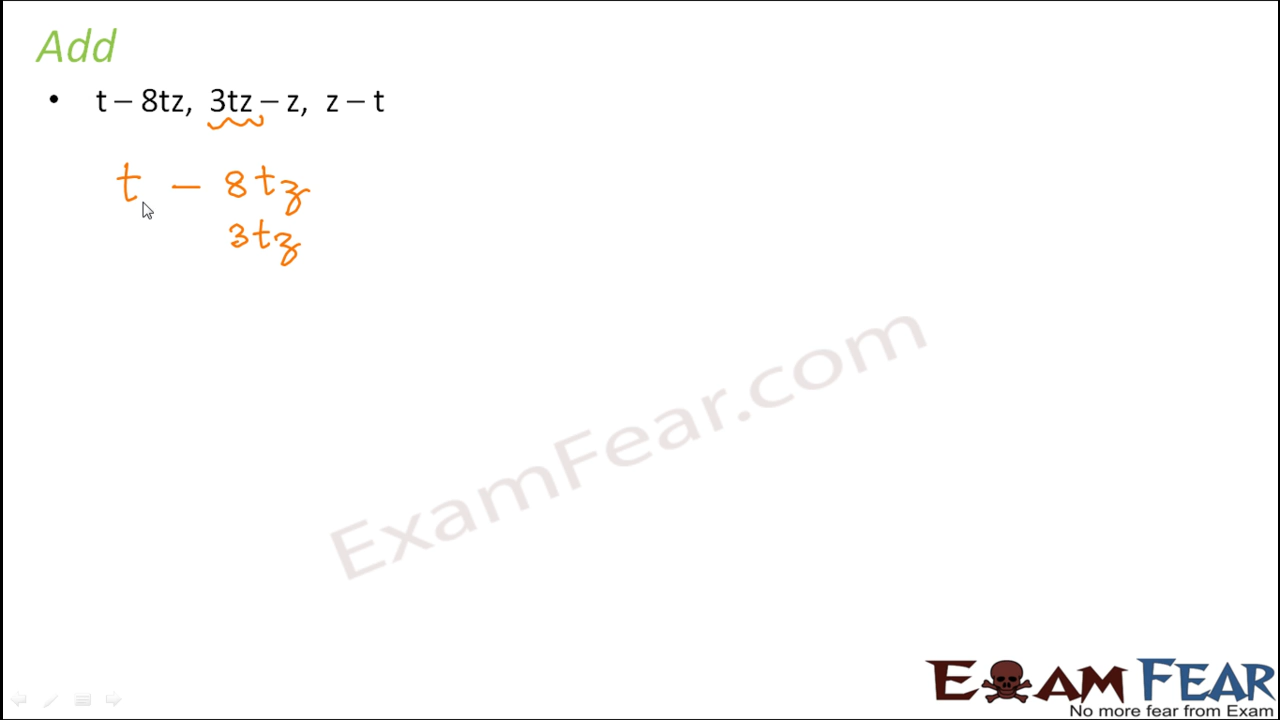 Add
• t – 8tz, 3tz – z, z – t
t – 8tz
3tz
ExamFear.com
EXAMFEAR
No more fear from Exam